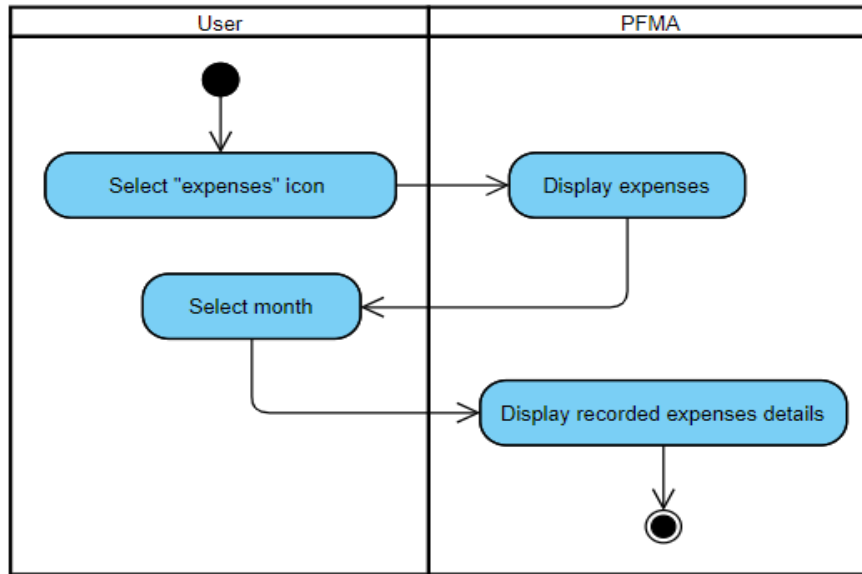 User
PFMA
Select "expenses" icon
Display expenses
Select month
Display recorded expenses details